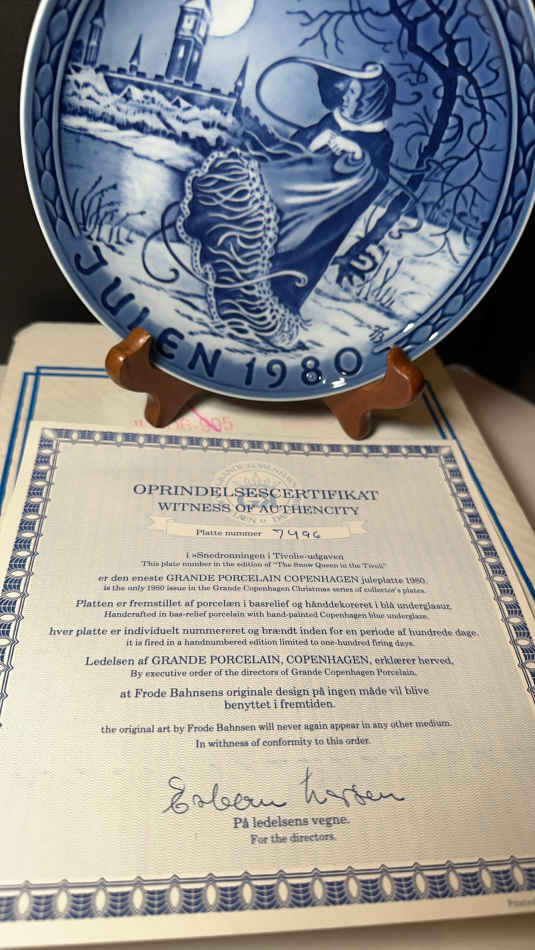 JULEN 1980
OPRINDELSESCERTIFIKAT
WITNESS OF AUTHENCITY
Platte nummer 7496
i »Snedronningen i Tivoli«-udgaven
This plate number in the edition of "The Snow Queen in the Tivoli"
er den eneste GRANDE PORCELAIN COPENHAGEN juleplatte 1980.
is the only 1980 issue in the Grande Copenhagen Christmas series of collector's plates.
Platten er fremstillet af porcelæn i basrelief og hånddekoreret i blå underglasur,
Handcrafted in bas-relief porcelain with hand-painted Copenhagen blue underglaze,
hver platte er individuelt nummereret og brændt inden for en periode af hundrede dage.
it is fired in a handnumbered edition limited to one-hundred firing days.
Ledelsen af GRANDE PORCELAIN, COPENHAGEN, erklærer herved,
By executive order of the directors of Grande Copenhagen Porcelain,
at Frode Bahnsens originale design på ingen måde vil blive
benyttet i fremtiden.
the original art by Frode Bahnsen will never again appear in any other medium.
In witness of conformity to this order.
På ledelsens vegne.
For the directors.